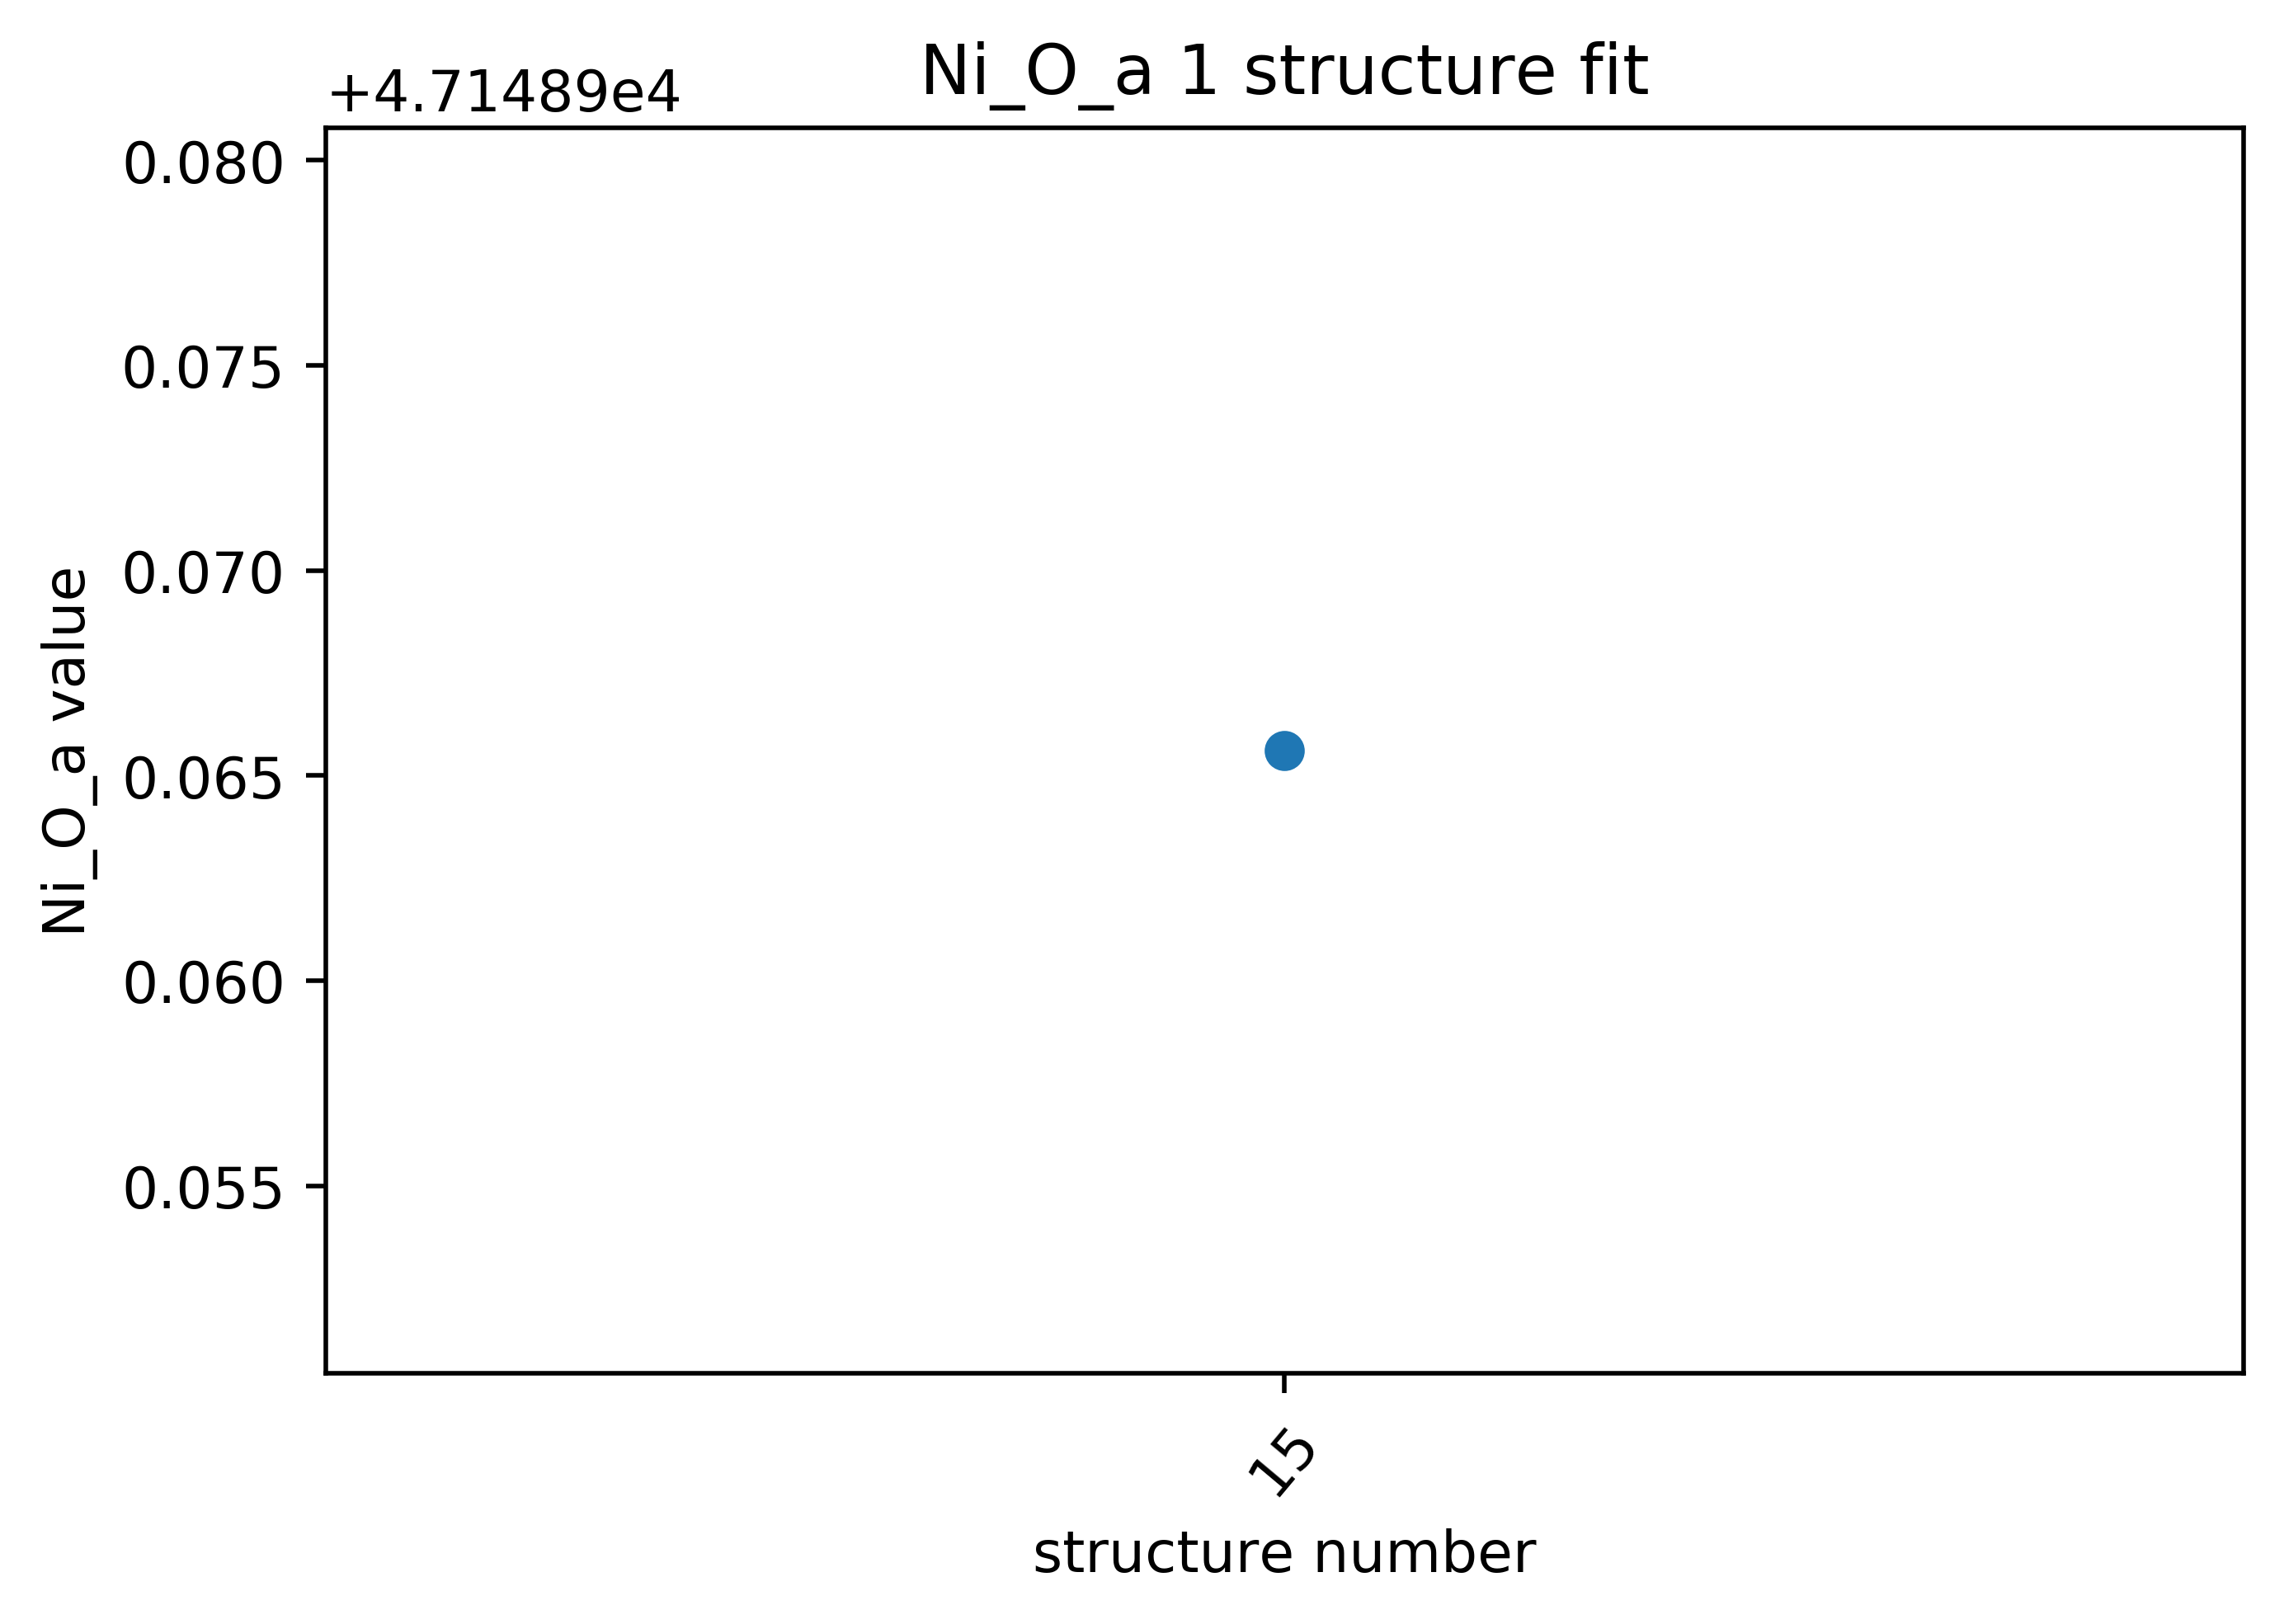 Ni_O_a 1 structure fit
+4.71489e4
0.080
0.075
0.070
0.065
0.060
0.055
Ni_O_a value
15
structure number